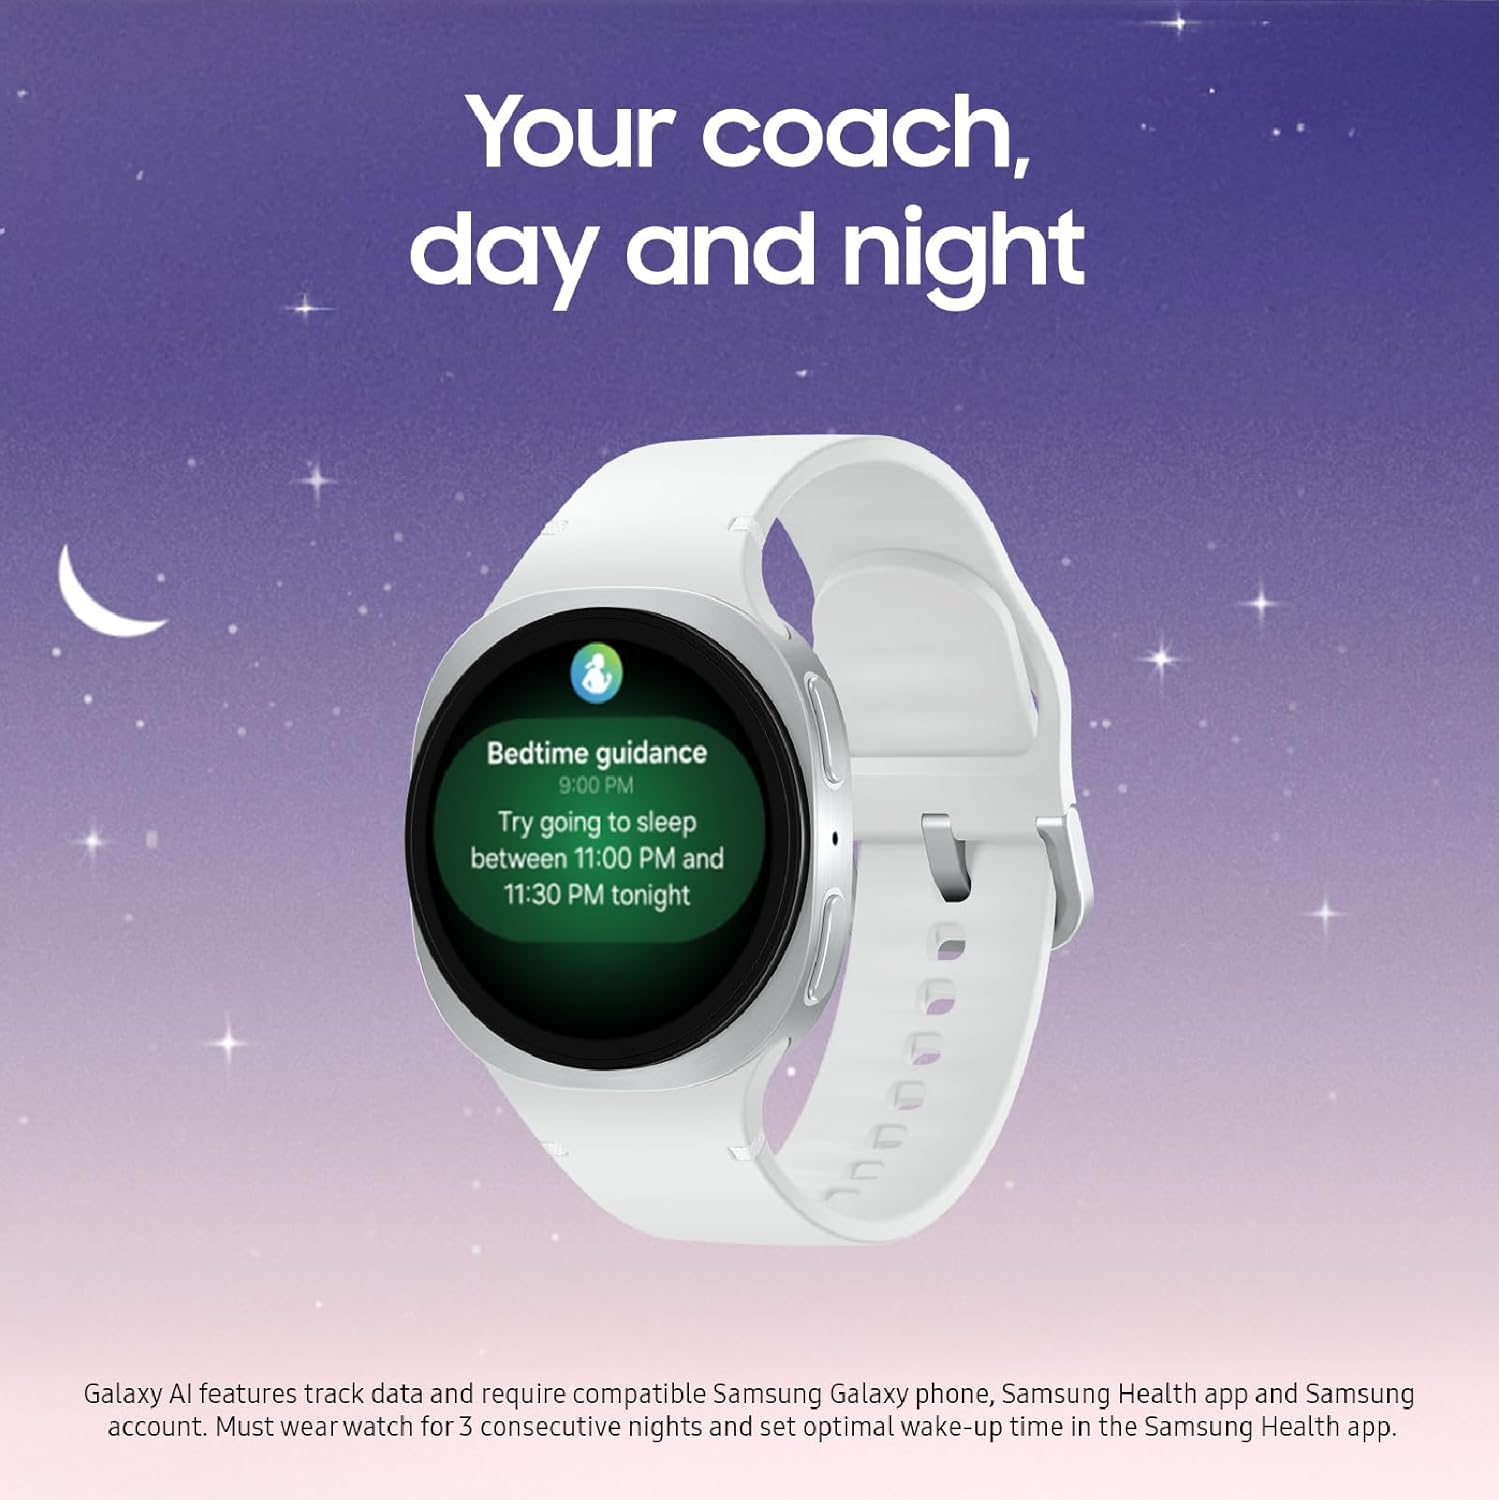 Your coach,
day and night
Bedtime guidance
9:00 PM
Try going to sleep
between 11:00 PM and
11:30 PM tonight
Galaxy AI features track data and require compatible Samsung Galaxy phone, Samsung Health app and Samsung
account. Must wear watch for 3 consecutive nights and set optimal wake-up time in the Samsung Health app.